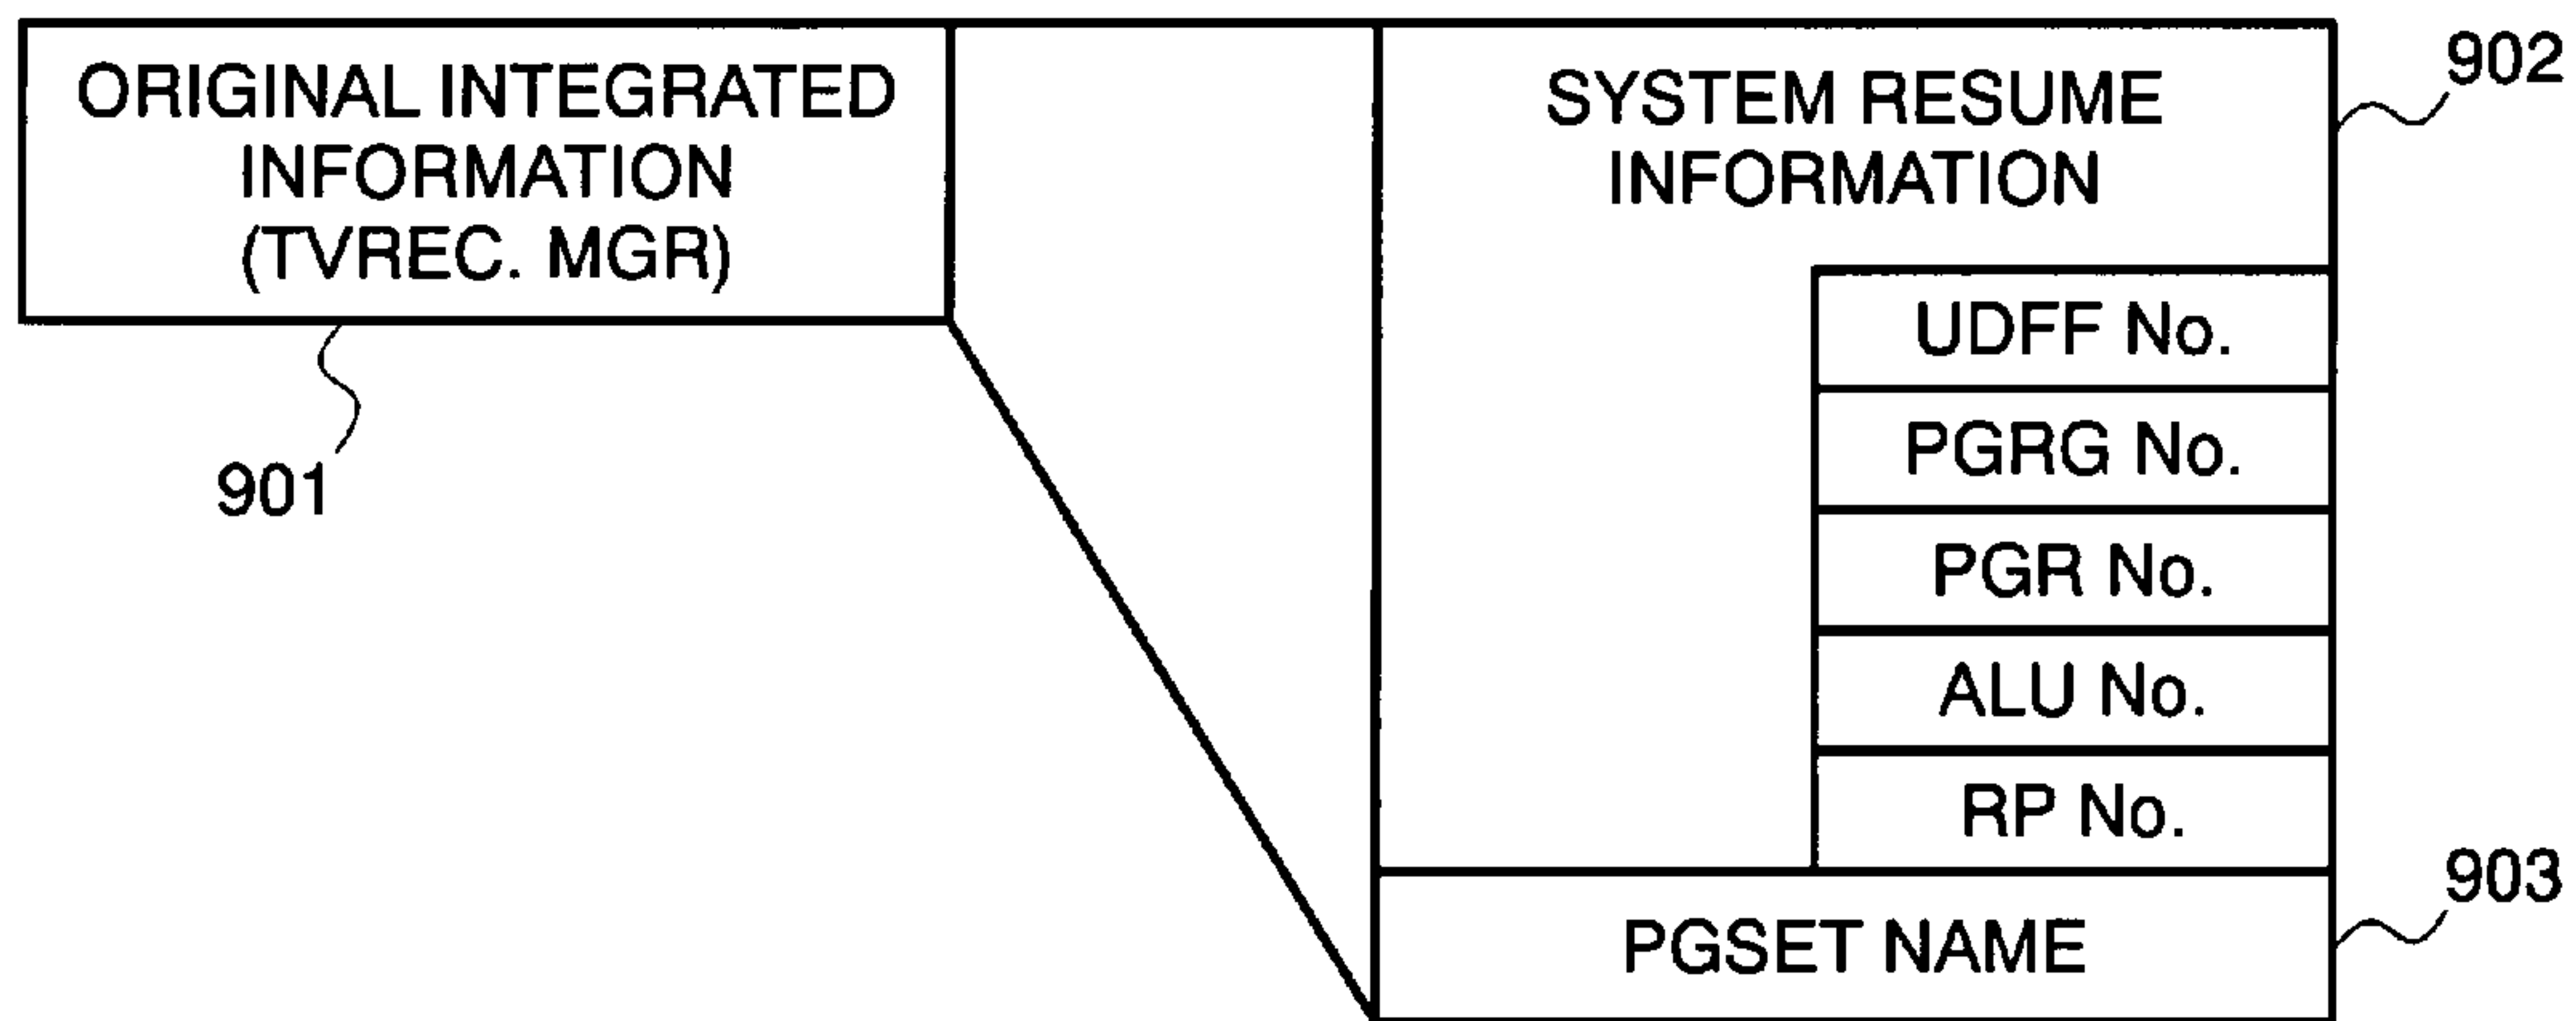 ORIGINAL INTEGRATED
INFORMATION
(TVREC. MGR)
901
SYSTEM RESUME
INFORMATION
902
UDFF No.
PGRG No.
PGR No.
ALU No.
RP No.
PGSET NAME
903